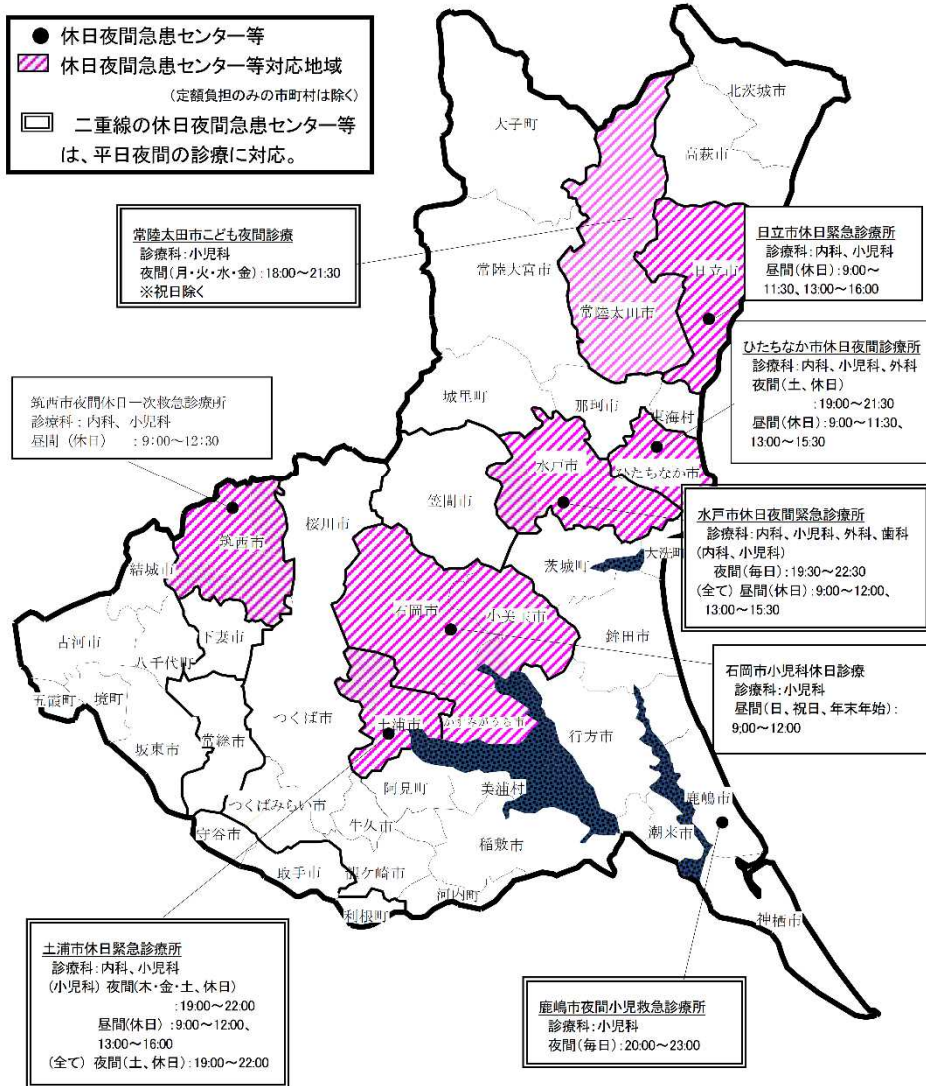 休日夜間急患センター等
休日夜間急患センター等対応地域
(定額負担のみの市町村は除く)
二重線の休日夜間急患センター等
は、平日夜間の診療に対応。
北茨城市
大子町
高萩市
常陸太田市こども夜間診療
診療科:小児科
夜間(月・火・水・金):18:00～21:30
※祝日除く
日立市休日緊急診療所
診療科:内科、小児科
昼間(休日):9:00～
11:30、13:00～16:00
常陸大宮市
日立市
常陸太田市
ひたちなか市休日夜間診療所
診療科:内科、小児科、外科
夜間(土、休日)
:19:00～21:30
昼間(休日):9:00～11:30、
13:00～15:30
城里町
那珂市
東海村
筑西市夜間休日一次救急診療所
診療科:内科、小児科
昼間(休日) :9:00～12:30
水戸市
ひたちなか市
笠間市
水戸市休日夜間緊急診療所
診療科:内科、小児科、外科、歯科
(内科、小児科)
夜間(毎日):19:30～22:30
(全て)昼間(休日):9:00～12:00、
13:00～15:30
桜川市
筑西市
結城市
茨城町
大洗町
石岡市
小美玉市
鉾田市
古河市
下妻市
八千代町
石岡市小児科休日診療
診療科:小児科
昼間(日、祝日、年末年始):
9:00～12:00
五霞町
境町
つくば市
土浦市
かすみがうら市
坂東市
常総市
行方市
阿見町
美浦村
つくばみらい市
牛久市
鹿嶋市
潮来市
守谷市
稲敷市
取手市
龍ケ崎市
河内町
利根町
神栖市
土浦市休日緊急診療所
診療科:内科、小児科
(小児科) 夜間(木・金・土、休日)
:19:00～22:00
昼間(休日) :9:00～12:00、
13:00～16:00
(全て) 夜間(土、休日):19:00～22:00
鹿嶋市夜間小児救急診療所
診療科:小児科
夜間(毎日):20:00～23:00